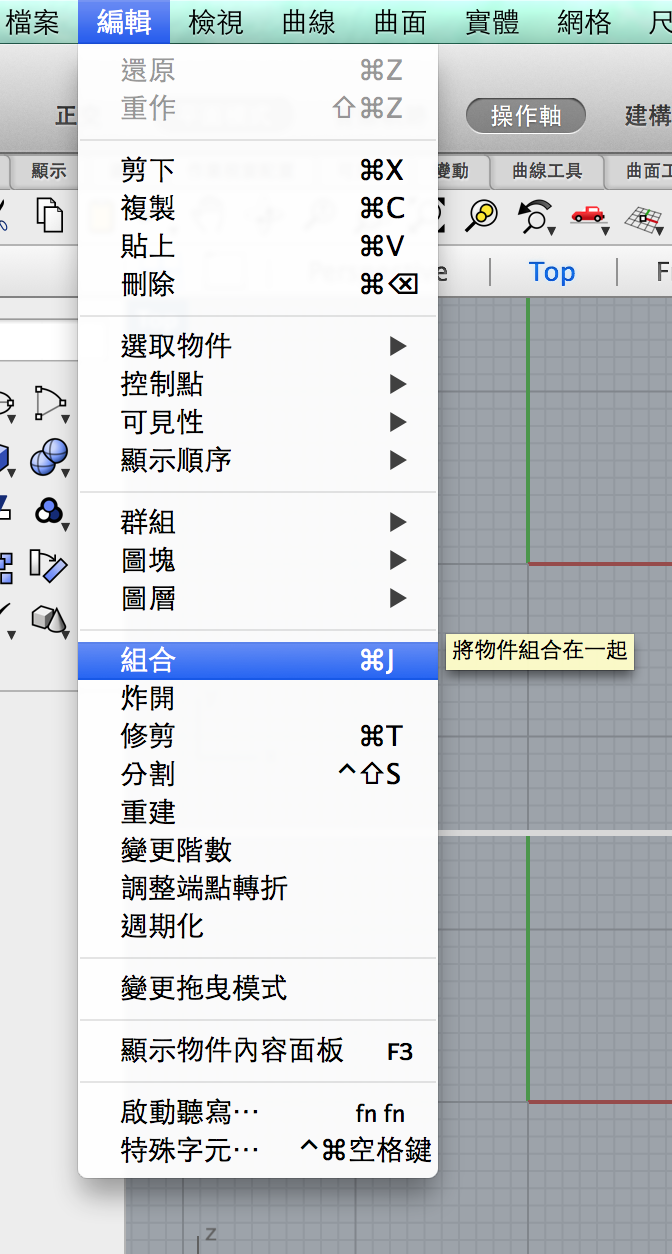 檔案 編輯 檢視 曲線 曲面 實體 網格
還原 ⌘Z
重作 ⇧⌘Z
正 操作軸 建構
顯示 變動 曲線工具 曲面工
剪下 ⌘X
複製 ⌘C
貼上 ⌘V
Top F
刪除 ⌘⌫
選取物件 ▶
控制點 ▶
可見性 ▶
顯示順序 ▶
群組 ▶
圖塊 ▶
圖層 ▶
組合 ⌘J
將物件組合在一起
炸開
修剪 ⌘T
分割 ^⇧S
重建
變更階數
調整端點轉折
週期化
變更拖曳模式
顯示物件內容面板 F3
啟動聽寫… fn fn
特殊字元… ^⌘空格鍵
z